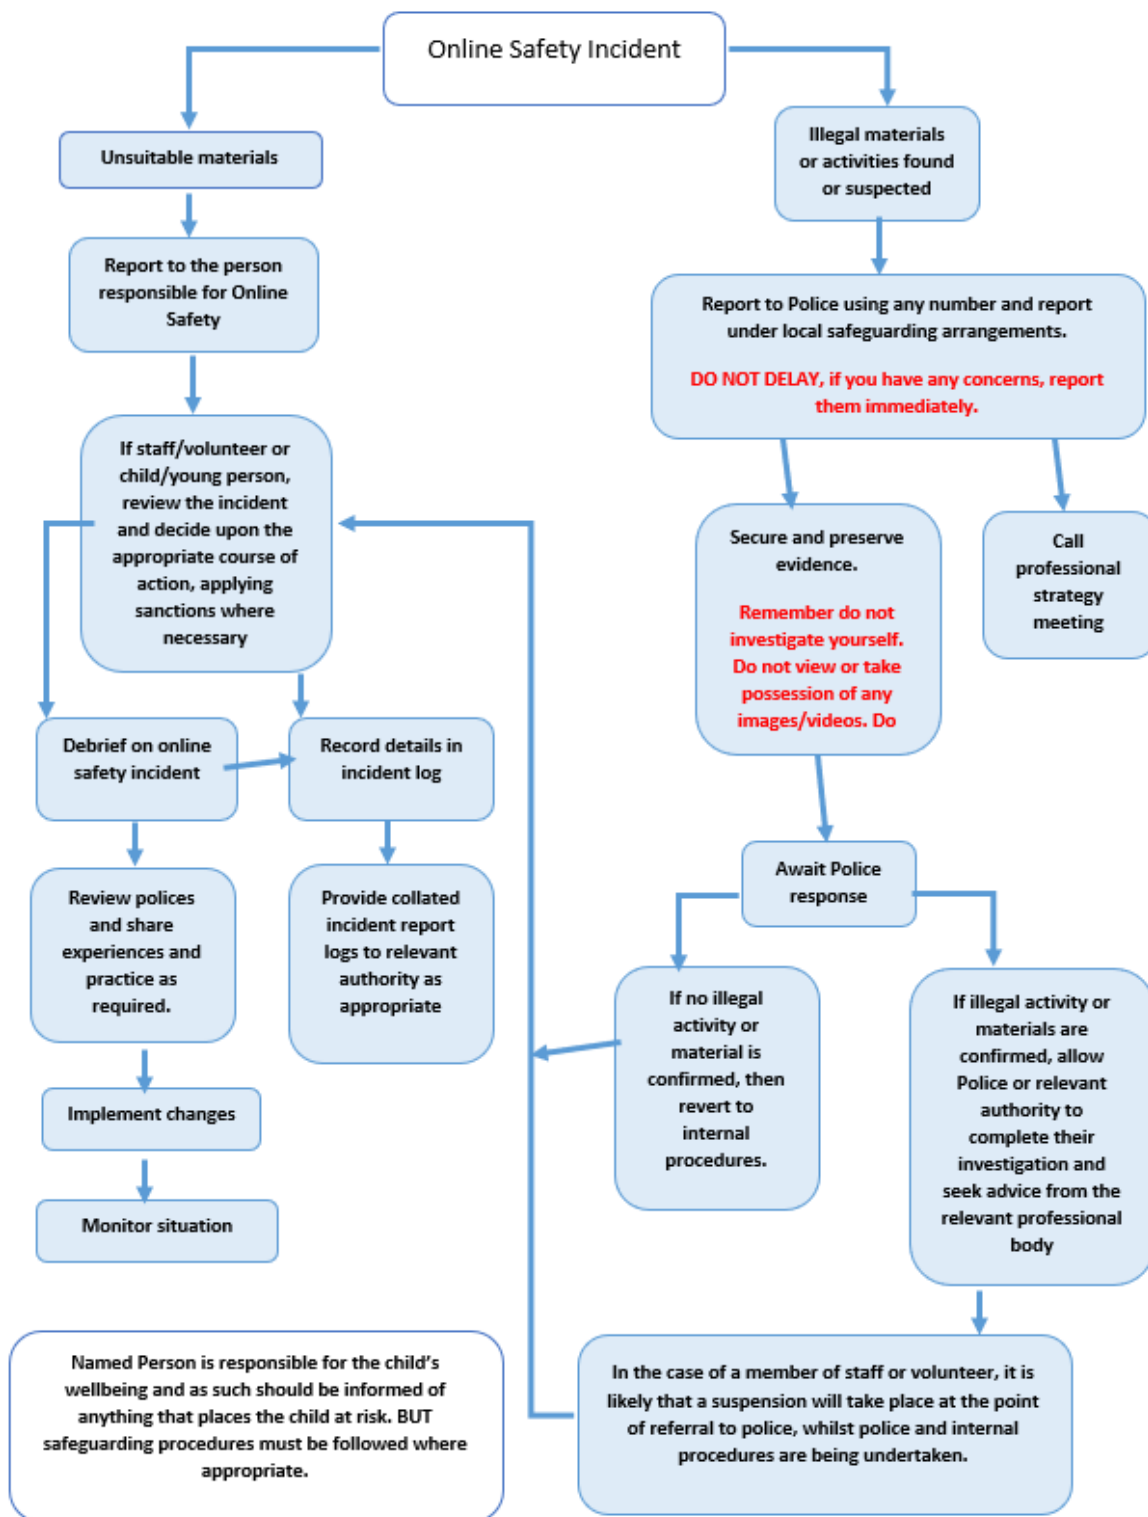 Online Safety Incident
Unsuitable materials
Illegal materials
or activities found
or suspected
Report to the person
responsible for Online
Safety
Report to Police using any number and report
under local safeguarding arrangements.
DO NOT DELAY, if you have any concerns, report
them immediately.
If staff/volunteer or
child/young person,
review the incident
and decide upon the
appropriate course of
action, applying
sanctions where
necessary
Secure and preserve
evidence.
Remember do not
investigate yourself.
Do not view or take
possession of any
images/videos. Do
Call
professional
strategy
meeting
Debrief on online
safety incident
Record details in
incident log
Await Police
response
Review polices
and share
experiences and
practice as
required.
Provide collated
incident report
logs to relevant
authority as
appropriate
If no illegal
activity or
material is
confirmed, then
revert to
internal
procedures.
If illegal activity or
materials are
confirmed, allow
Police or relevant
authority to
complete their
investigation and
seek advice from the
relevant professional
body
Implement changes
Monitor situation
Named Person is responsible for the child's
wellbeing and as such should be informed of
anything that places the child at risk. BUT
safeguarding procedures must be followed where
appropriate.
In the case of a member of staff or volunteer, it is
likely that a suspension will take place at the point
of referral to police, whilst police and internal
procedures are being undertaken.